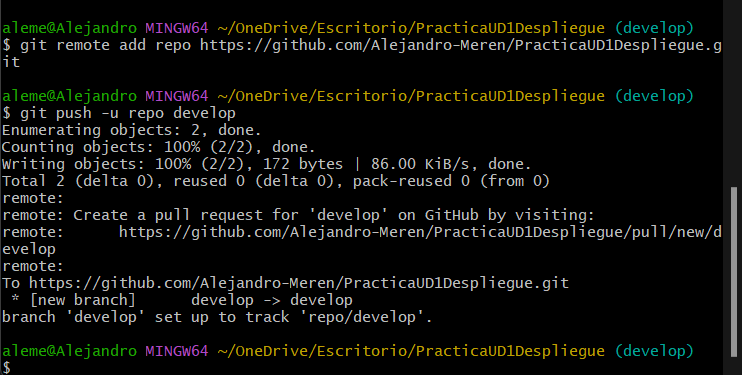 aleme@Alejandro MINGW64 ~/OneDrive/Escritorio/PracticaUD1Despliegue (develop)
$ git remote add repo https://github.com/Alejandro-Meren/PracticaUD1Despliegue.g
it
aleme@Alejandro MINGW64 ~/OneDrive/Escritorio/PracticaUD1Despliegue (develop)
$ git push -u repo develop
Enumerating objects: 2, done.
Counting objects: 100% (2/2), done.
Writing objects: 100% (2/2), 172 bytes | 86.00 KiB/s, done.
Total 2 (delta 0), reused 0 (delta 0), pack-reused 0 (from 0)
remote:
remote: Create a pull request for 'develop' on GitHub by visiting:
remote:      https://github.com/Alejandro-Meren/PracticaUD1Despliegue/pull/new/d
evelop
remote:
To https://github.com/Alejandro-Meren/PracticaUD1Despliegue.git
 * [new branch]      develop -> develop
branch 'develop' set up to track 'repo/develop'.
aleme@Alejandro MINGW64 ~/OneDrive/Escritorio/PracticaUD1Despliegue (develop)
$